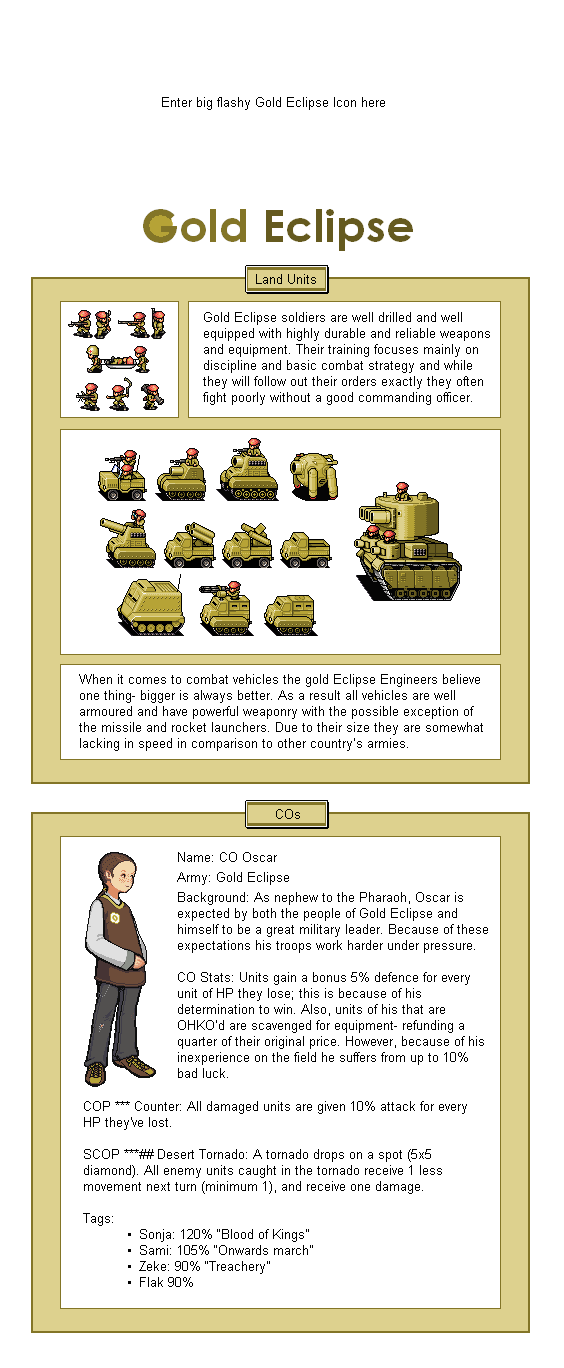 Enter big flashy Gold Eclipse Icon here
Gold Eclipse
Land Units
Gold Eclipse soldiers are well drilled and well
equipped with highly durable and reliable weapons
and equipment. Their training focuses mainly on
discipline and basic combat strategy and while
they will follow out their orders exactly they often
fight poorly without a good commanding officer.
When it comes to combat vehicles the gold Eclipse Engineers believe
one thing- bigger is always better. As a result all vehicles are well
armoured and have powerful weaponry with the possible exception of
the missile and rocket launchers. Due to their size they are somewhat
lacking in speed in comparison to other country's armies.
COs
Name: CO Oscar
Army: Gold Eclipse
Background: As nephew to the Pharaoh, Oscar is
expected by both the people of Gold Eclipse and
himself to be a great military leader. Because of these
expectations his troops work harder under pressure.
CO Stats: Units gain a bonus 5% defence for every
unit of HP they lose; this is because of his
determination to win. Also, units of his that are
OHKO'd are scavenged for equipment- refunding a
quarter of their original price. However, because of his
inexperience on the field he suffers from up to 10%
bad luck.
COP *** Counter: All damaged units are given 10% attack for every
HP they've lost.
SCOP ***## Desert Tornado: A tornado drops on a spot (5x5
diamond). All enemy units caught in the tornado receive 1 less
movement next turn (minimum 1), and receive one damage.
Tags:
• Sonja: 120% "Blood of Kings"
• Sami: 105% "Onwards march"
• Zeke: 90% "Treachery"
• Flak 90%